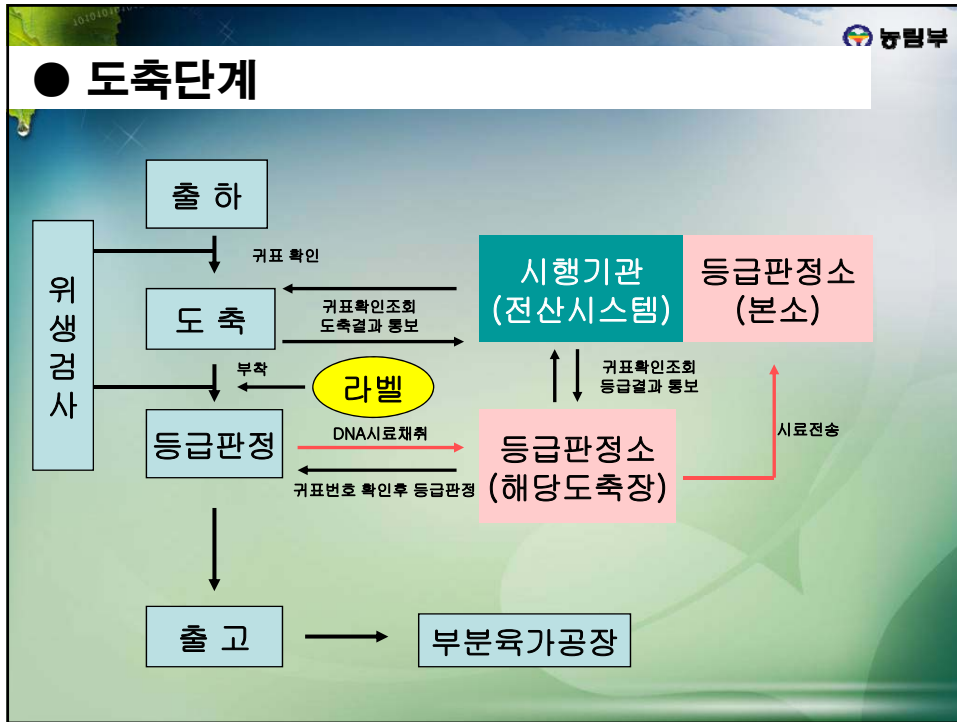 농림부
● 도축단계
출 하
귀표 확인
위
생
검
사
도 축
귀표확인조회
도축결과 통보
시행기관
(전산시스템)
등급판정소
(본소)
부착
라벨
귀표확인조회
등급결과 통보
등급판정
DNA시료채취
귀표번호 확인후 등급판정
등급판정소
(해당도축장)
시료전송
출 고
부분육가공장